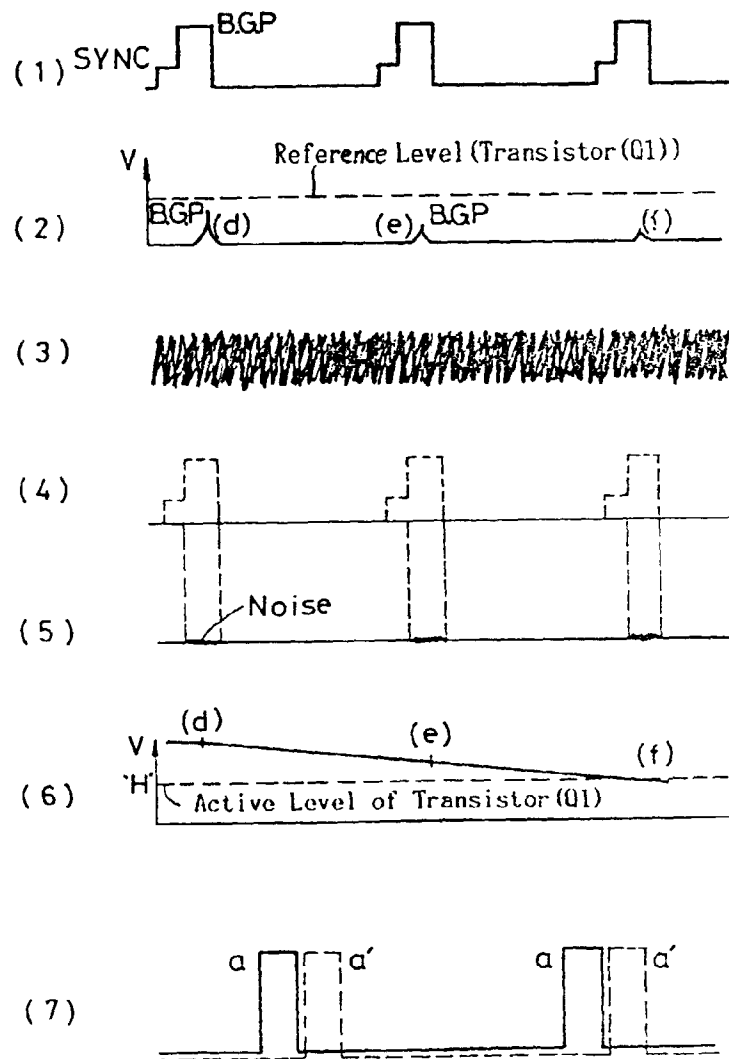 B.G.P
(1) SYNC
V Reference Level(Transistor(Q1))
B.G.P (d) (e) B.G.P (f)
(2)
(3)
(4)
Noise
(5)
(d)
V (e) (f)
"H"
(6) Active Level of Transistor(Q1)
a a′ a a′
(7)